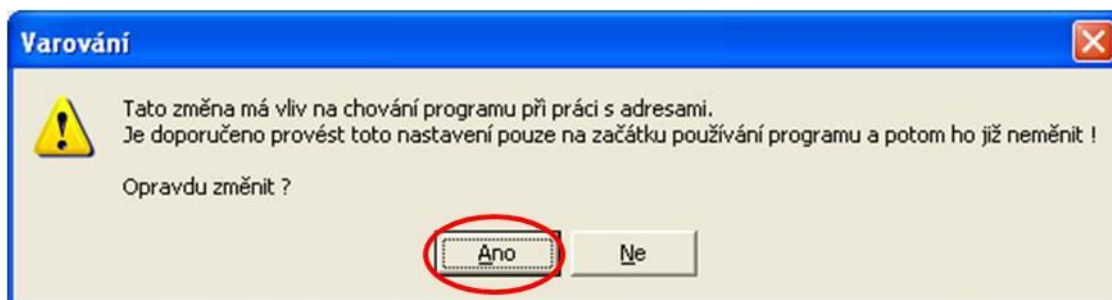 Varování
Tato změna má vliv na chování programu při práci s adresami.
Je doporučeno provést toto nastavení pouze na začátku používání programu a potom ho již neměnit !
Opravdu změnit ?
Ano
Ne